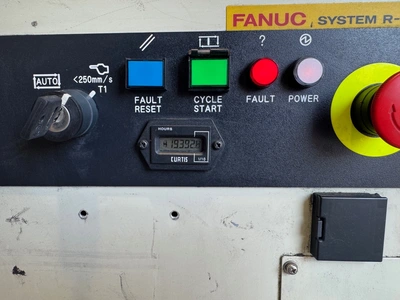 FANUC i SYSTEM R-
?
AUTO
<250mm/s
T1
FAULT
RESET
CYCLE
START
FAULT
POWER
HOURS
CURTIS